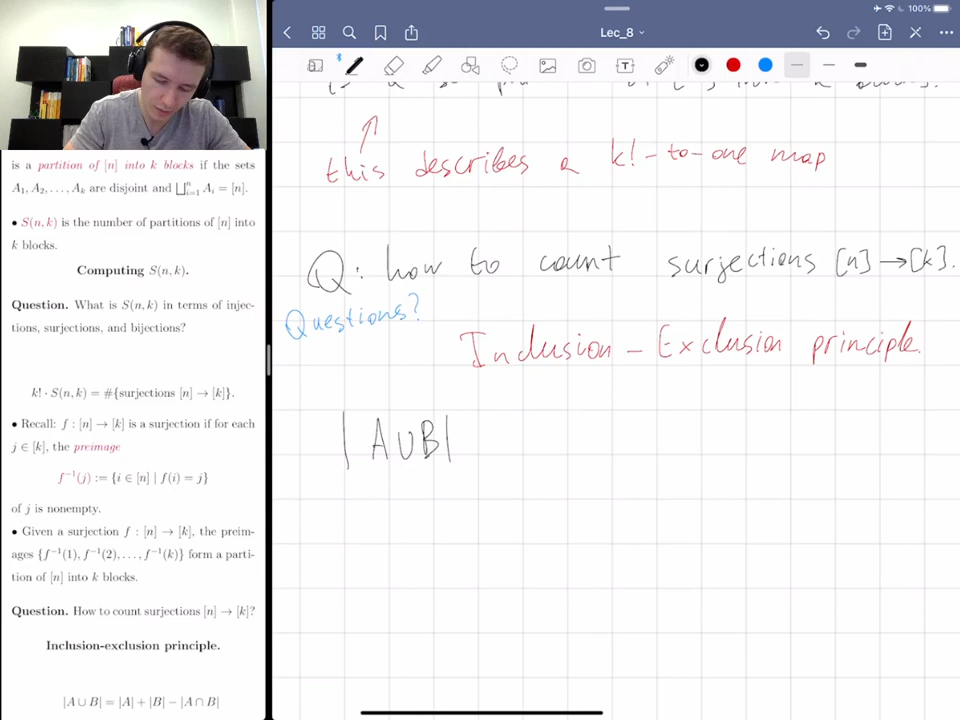 100%
Lec_8
is a partition of [n] into k blocks if the sets
A₁, A₂, . . . , Aₖ are disjoint and ⨆ⁿᵢ₌₁ Aᵢ = [n].
• S(n, k) is the number of partitions of [n] into
k blocks.
Computing S(n, k).
Question. What is S(n, k) in terms of injec-
tions, surjections, and bijections?
k! · S(n, k) = #{surjections [n] → [k]}.
• Recall: f : [n] → [k] is a surjection if for each
j ∈ [k], the preimage
f⁻¹(j) := {i ∈ [n] | f(i) = j}
of j is nonempty.
• Given a surjection f : [n] → [k], the preim-
ages {f⁻¹(1), f⁻¹(2), . . . , f⁻¹(k)} form a parti-
tion of [n] into k blocks.
Question. How to count surjections [n] → [k]?
Inclusion-exclusion principle.
|A ∪ B| = |A| + |B| − |A ∩ B|
this describes a k!-to-one map
Q: how to count surjections [n] → [k].
Questions?
Inclusion – Exclusion principle.
|A∪B|